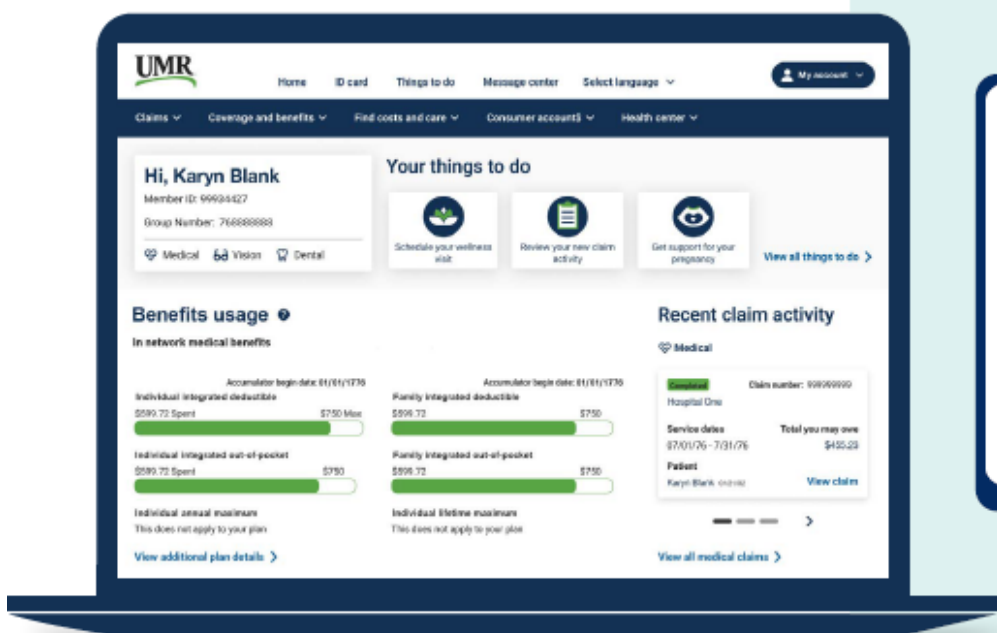 UMR
Home ID card Things to do Message center Select language
My account
Claims Coverage and benefits Find costs and care Consumer account$ Health center
Hi, Karyn Blank
Member ID: 99934427
Group Number: 768888888
Medical Vision Dental
Your things to do
Schedule your wellness
visit
Review your new claim
activity
Get support for your
pregnancy
View all things to do
Benefits usage
In network medical benefits
Accumulator begin date: 01/01/1776
Individual integrated deductible
$599.72 Spent $750 Max
Individual integrated out-of-pocket
$599.72 Spent $750
Individual annual maximum
This does not apply to your plan
View additional plan details
Accumulator begin date: 01/01/1776
Family integrated deductible
$599.72 $750
Family integrated out-of-pocket
$599.72 $750
Individual lifetime maximum
This does not apply to your plan
Recent claim activity
Medical
Completed Claim number: 999999999
Hospital One
Service dates Total you may owe
07/01/76 - 7/31/76 $455.23
Patient
Karyn Blank View claim
View all medical claims